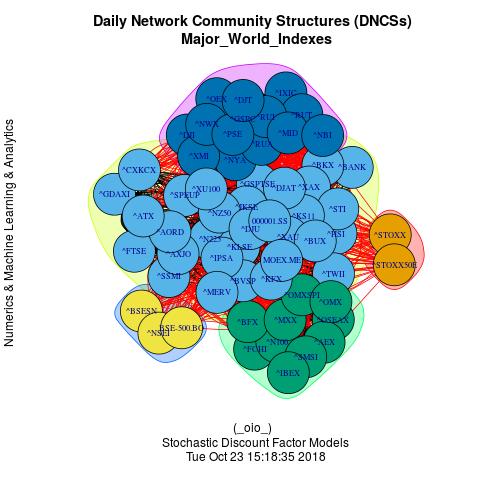 Daily Network Community Structures (DNCSs)
Major_World_Indexes
Numerics & Machine Learning & Analytics
^OEX
^DJT
^IXIC
^NWX
^GSPC
^RUI
^RUT
^DJI
^PSE
^MID
^NBI
^RUA
^XMI
^NYA
^CXKCX
^BKX
^BANK
^GDAXI
^SPEUP
^XU100
^GSPTSE
^DJAT
^XAX
^ATX
^NZ50
^JKSE
000001.SS
^KS11
^STI
^STOXX
^AORD
^N225
^DJU
^XAU
^BUX
^HSI
^FTSE
^AXJO
^KLSE
^IPSA
MOEX.ME
^STOXX50E
^SSMI
^BVSP
^KFX
^TWII
^MERV
^OMXSPI
^OMX
^BSESN
^NSEI
BSE-500.BO
^BFX
^MXX
^OSEAX
^FCHI
^N100
^AEX
^SMSI
^IBEX
(_oio_)
Stochastic Discount Factor Models
Tue Oct 23 15:18:35 2018